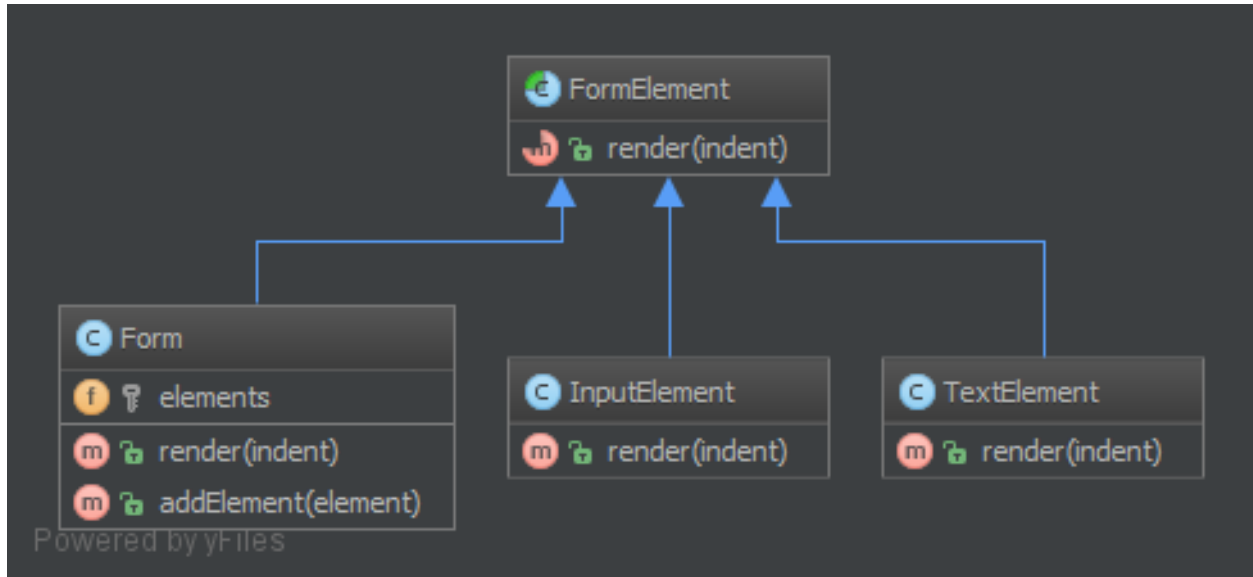 FormElement
render(indent)
Form
elements
render(indent)
addElement(element)
InputElement
render(indent)
TextElement
render(indent)
Powered by yFiles